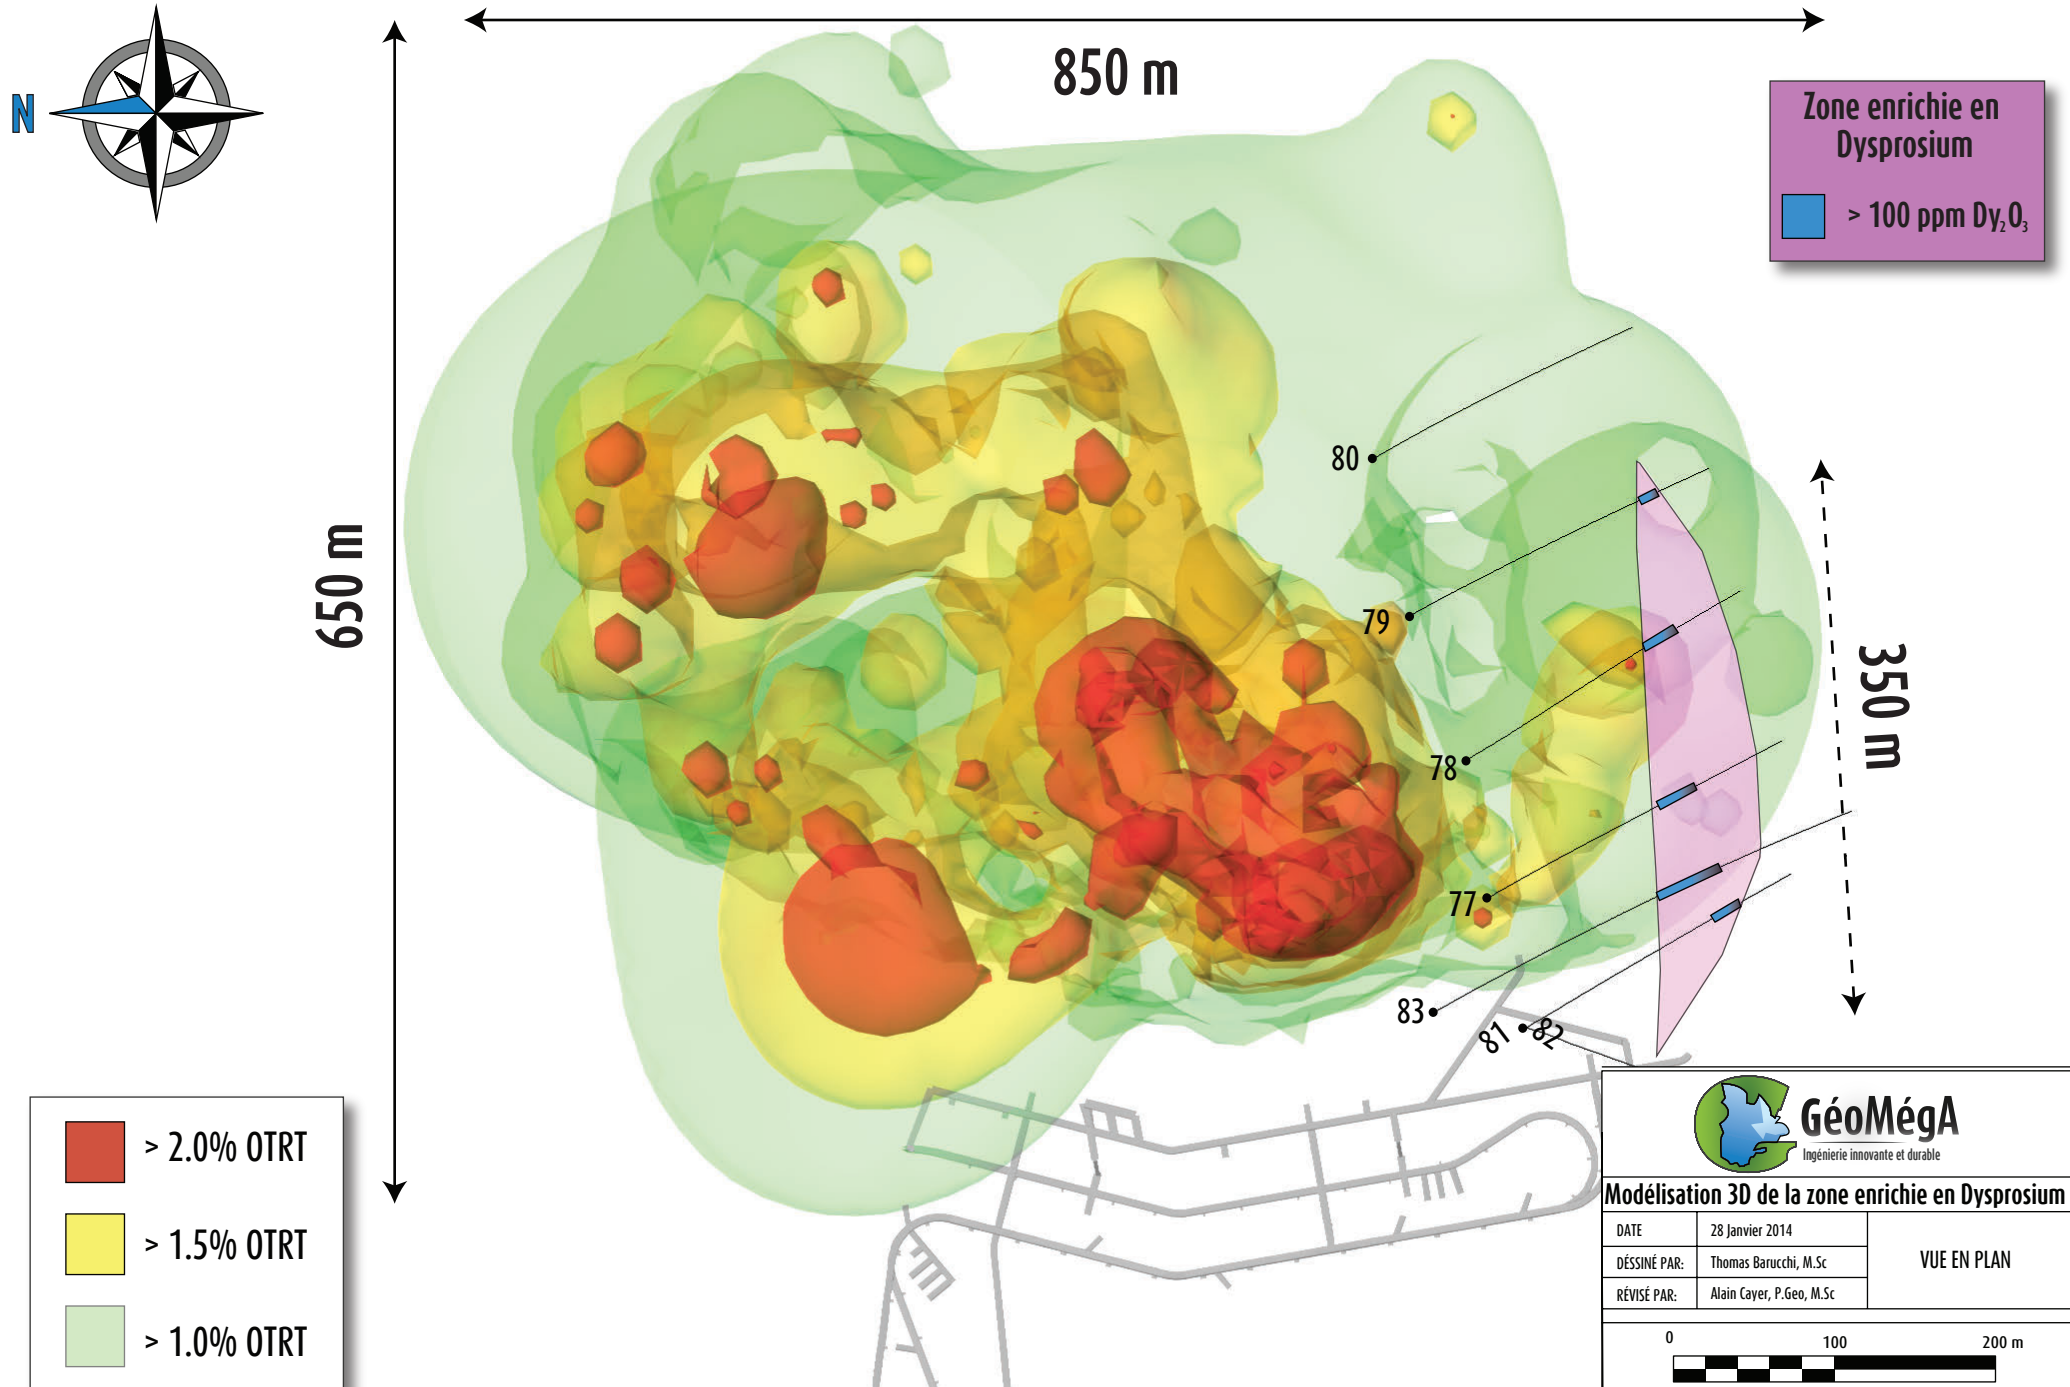 850 m
N
Zone enrichie en
Dysprosium
> 100 ppm Dy₂O₃
650 m
80
79
78
77
83
81
82
350 m
> 2.0% OTRT
> 1.5% OTRT
> 1.0% OTRT
GéoMégA
Ingénierie innovante et durable
Modélisation 3D de la zone enrichie en Dysprosium
DATE 28 Janvier 2014
DÉSSINÉ PAR: Thomas Barucchi, M.Sc
RÉVISÉ PAR: Alain Cayer, P.Geo, M.Sc
VUE EN PLAN
0 100 200 m